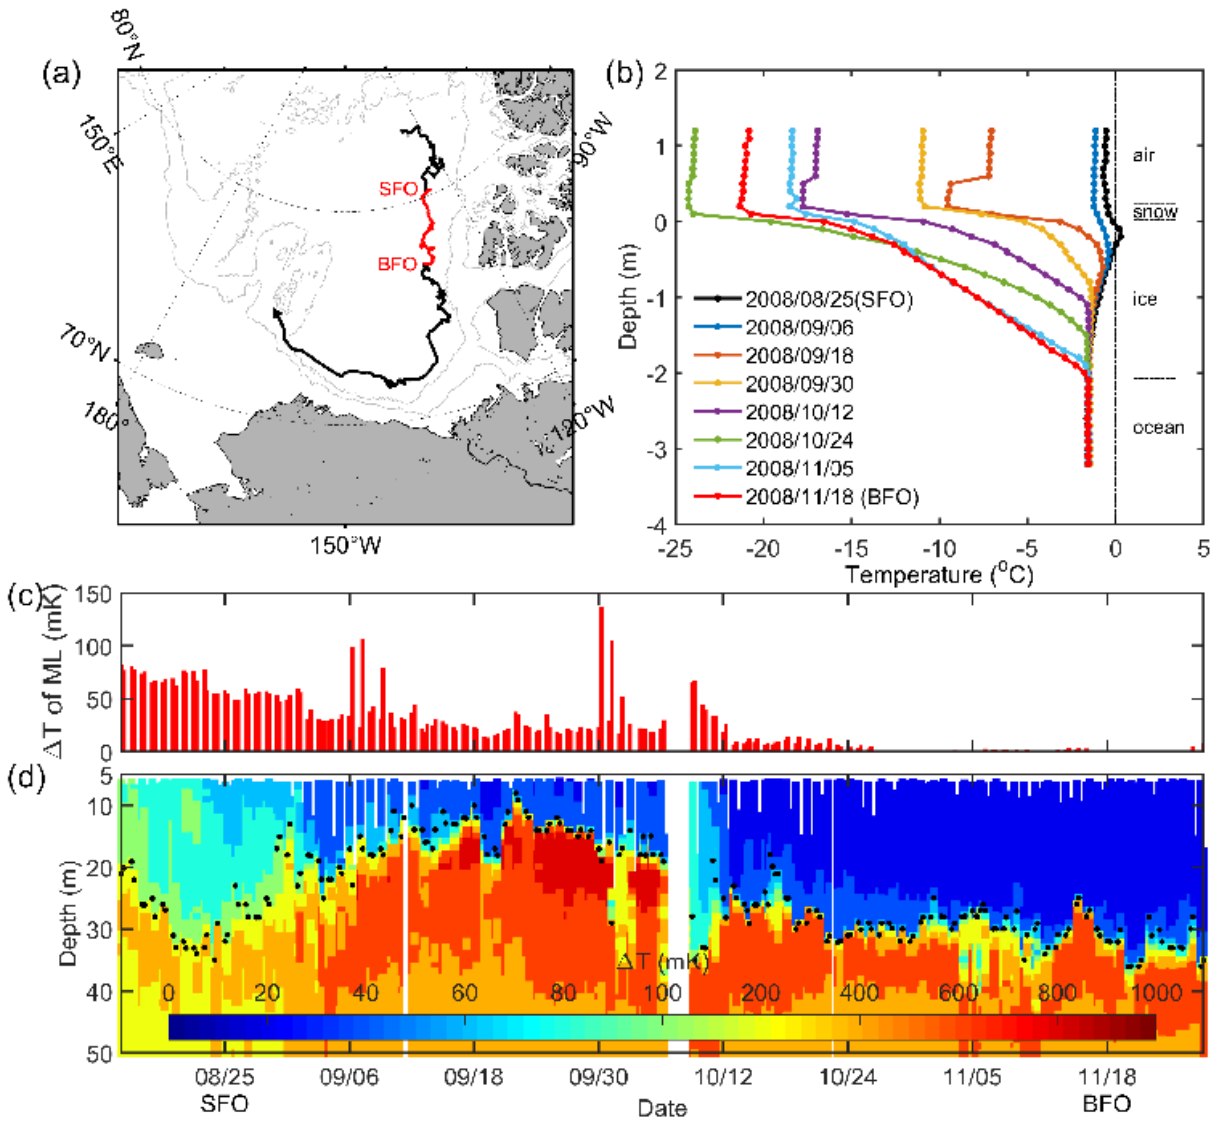 (a)
80°N
150°E
90°W
SFO
BFO
70°N
180°
120°W
150°W
(b)
2
1
0
-1
-2
-3
-4
Depth (m)
air
snow
ice
ocean
2008/08/25(SFO)
2008/09/06
2008/09/18
2008/09/30
2008/10/12
2008/10/24
2008/11/05
2008/11/18 (BFO)
-25 -20 -15 -10 -5 0 5
Temperature (°C)
(c)
ΔT of ML (mK)
150
100
50
0
(d)
Depth (m)
5
10
20
30
40
50
ΔT (mK)
0 20 40 60 80 100 200 400 600 800 1000
08/25 09/06 09/18 09/30 10/12 10/24 11/05 11/18
SFO BFO
Date